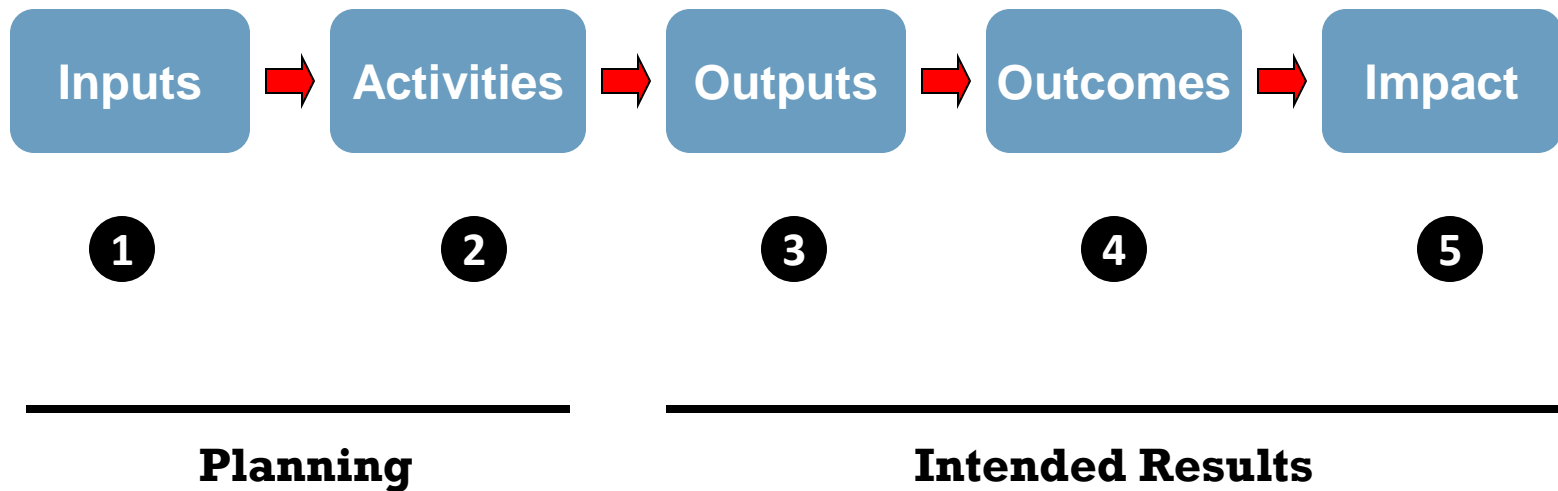 Inputs
Activities
Outputs
Outcomes
Impact
1
2
3
4
5
Planning
Intended Results